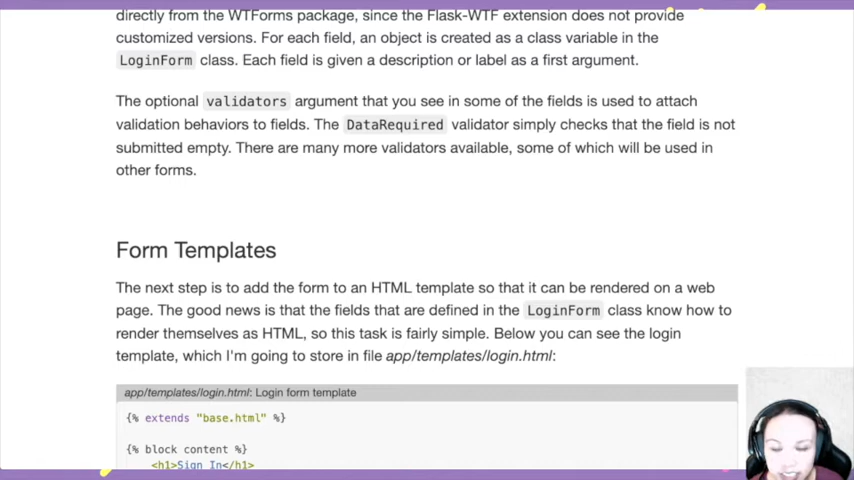 directly from the WTForms package, since the Flask-WTF extension does not provide
customized versions. For each field, an object is created as a class variable in the
LoginForm class. Each field is given a description or label as a first argument.
The optional validators argument that you see in some of the fields is used to attach
validation behaviors to fields. The DataRequired validator simply checks that the field is not
submitted empty. There are many more validators available, some of which will be used in
other forms.
Form Templates
The next step is to add the form to an HTML template so that it can be rendered on a web
page. The good news is that the fields that are defined in the LoginForm class know how to
render themselves as HTML, so this task is fairly simple. Below you can see the login
template, which I'm going to store in file app/templates/login.html:
app/templates/login.html: Login form template
{% extends "base.html" %}
{% block content %}
<h1>Sign In</h1>